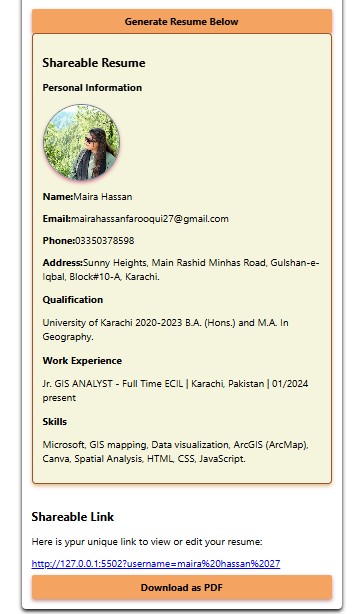 Generate Resume Below
Shareable Resume
Personal Information
Name:Maira Hassan
Email:mairahassanfarooqui27@gmail.com
Phone:03350378598
Address:Sunny Heights, Main Rashid Minhas Road, Gulshan-e-
Iqbal, Block#10-A, Karachi.
Qualification
University of Karachi 2020-2023 B.A. (Hons.) and M.A. In
Geography.
Work Experience
Jr. GIS ANALYST - Full Time ECIL | Karachi, Pakistan | 01/2024
present
Skills
Microsoft, GIS mapping, Data visualization, ArcGIS (ArcMap),
Canva, Spatial Analysis, HTML, CSS, JavaScript.
Shareable Link
Here is ypur unique link to view or edit your resume:
http://127.0.0.1:5502?username=maira%20hassan%2027
Download as PDF